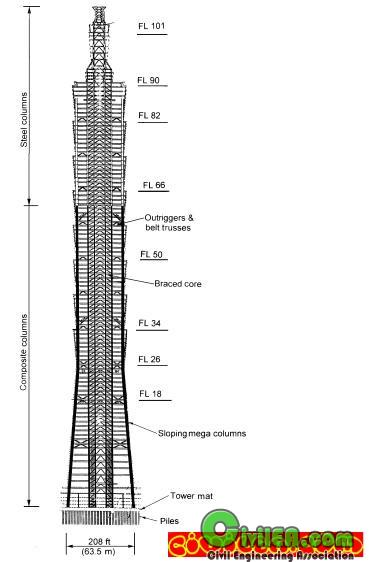 FL 101
FL 90
FL 82
Steel columns
FL 66
Outriggers &
belt trusses
FL 50
Braced core
FL 34
Composite columns
FL 26
FL 18
Sloping mega columns
Tower mat
Piles
208 ft
(63.5 m)
CivilEA.com
Civil-Engineering Association